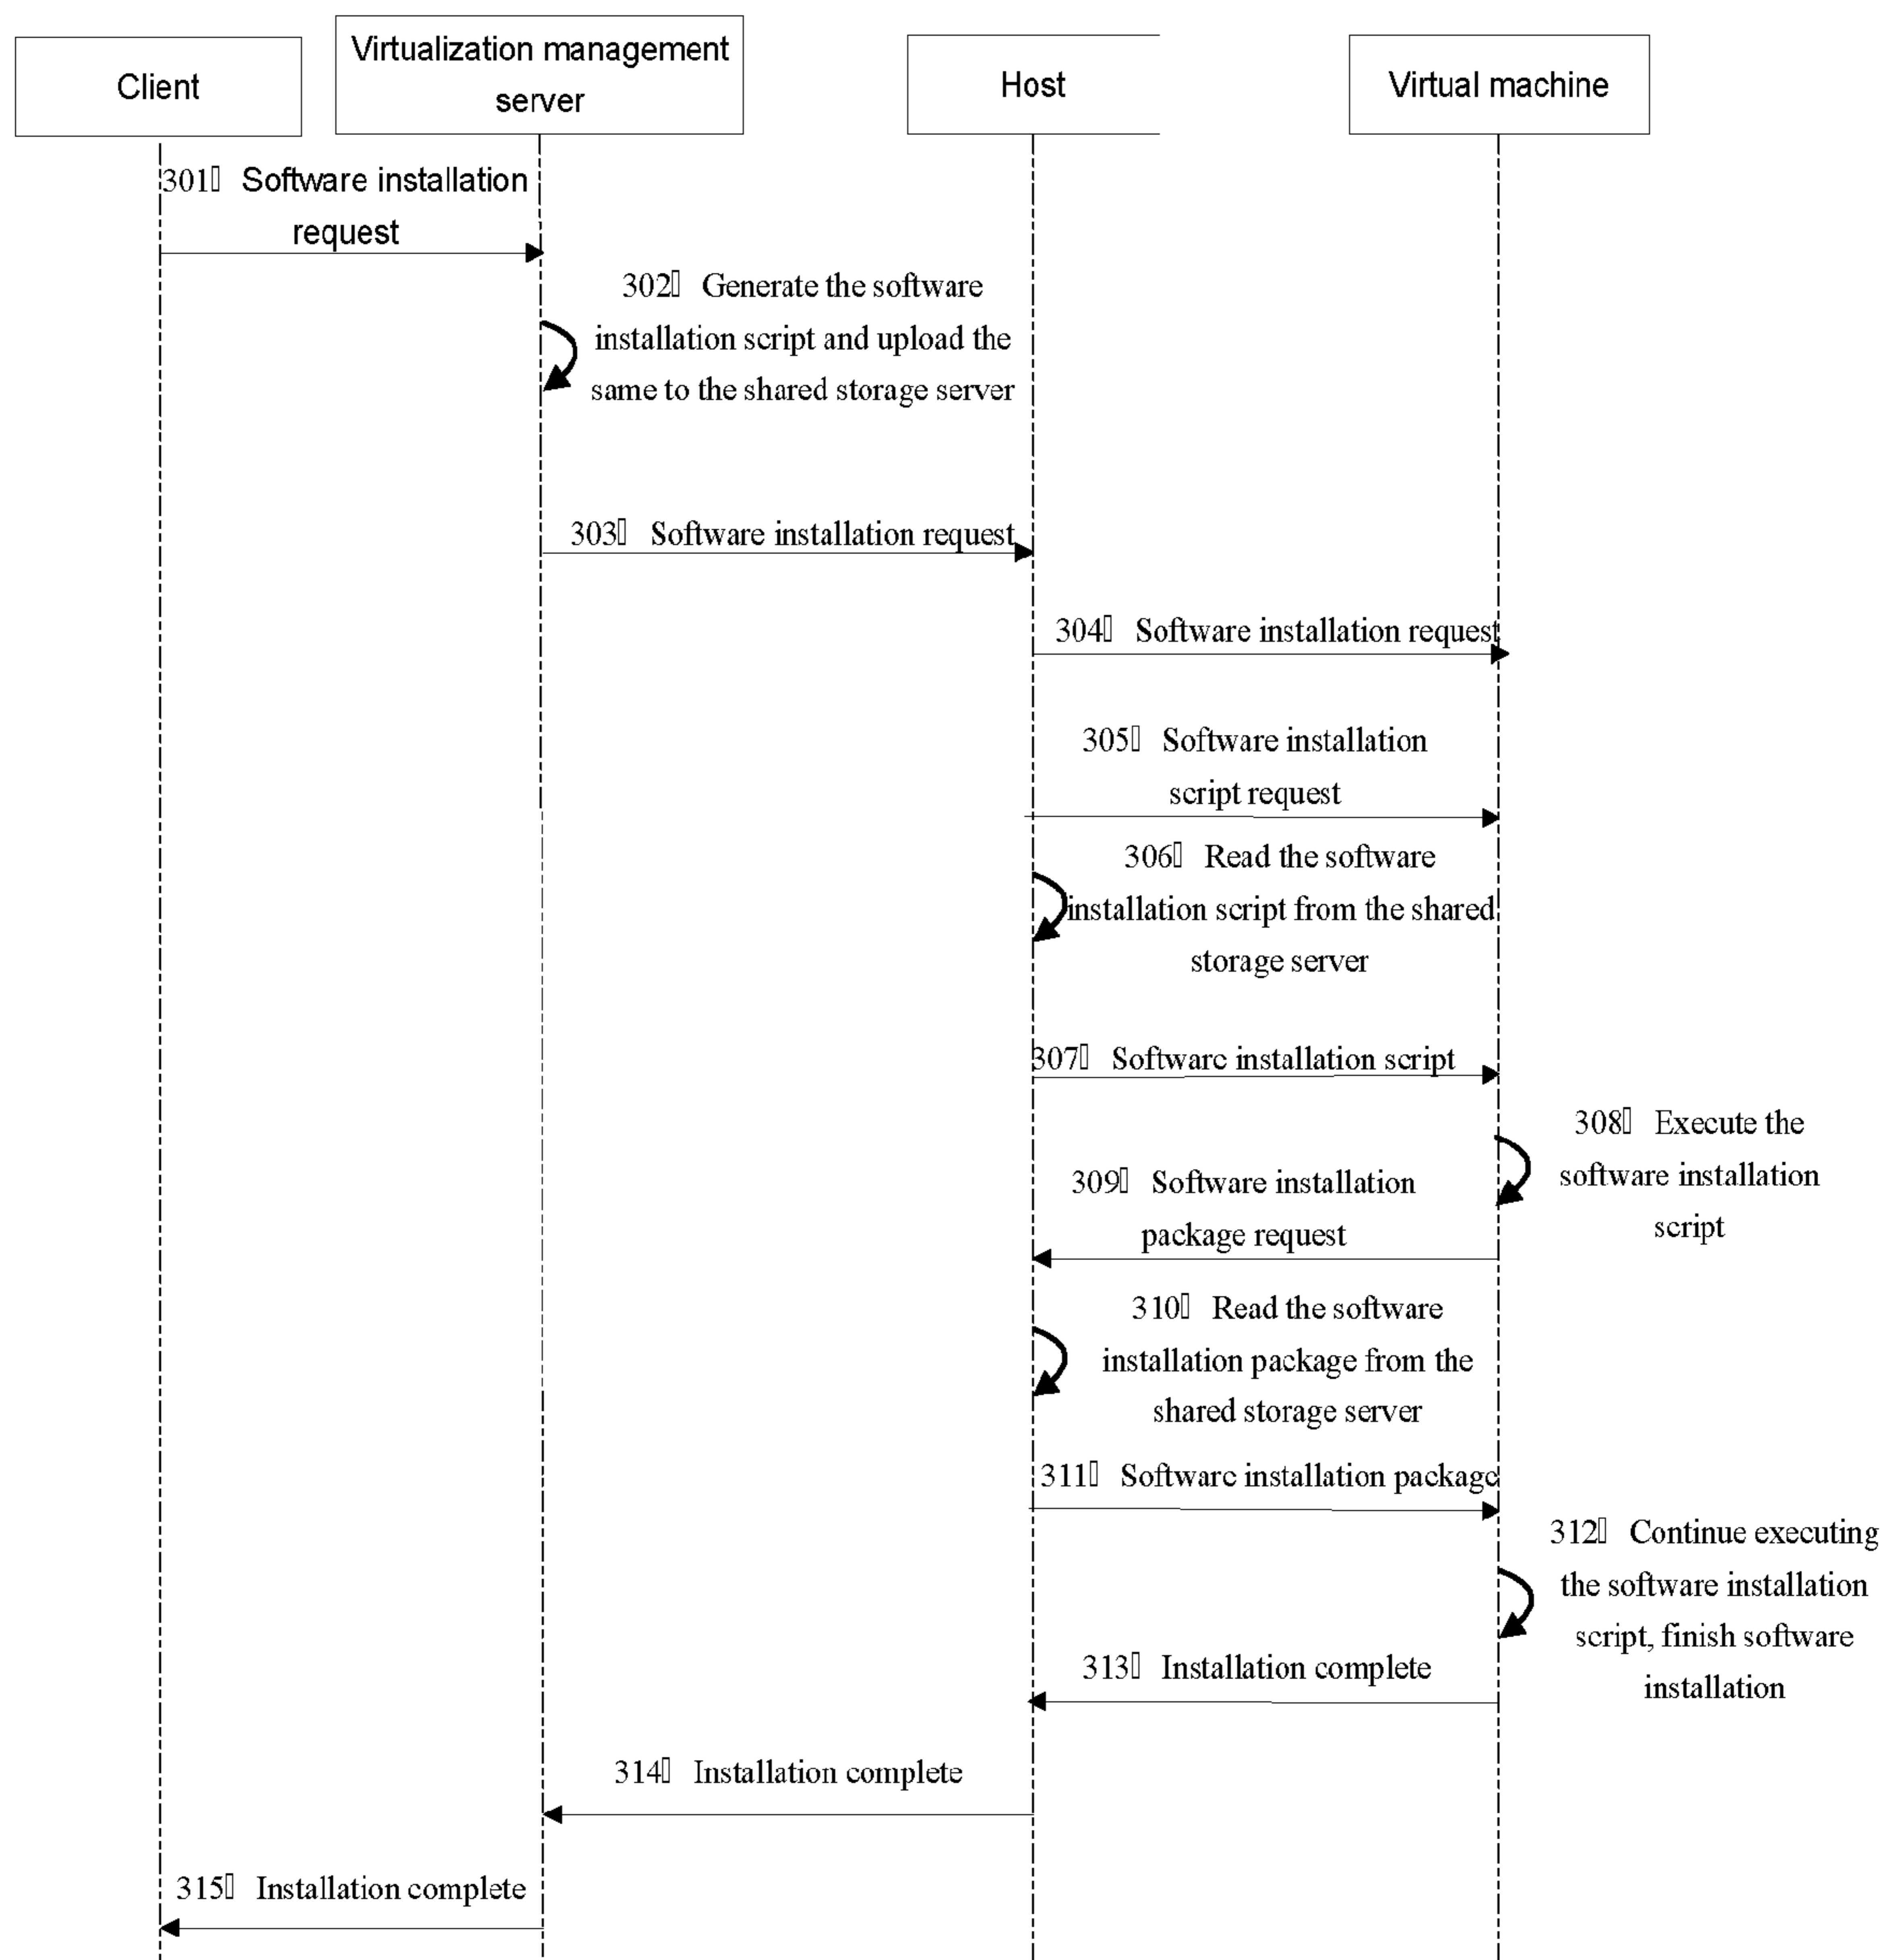 Client
Virtualization management
server
Host
Virtual machine
301▯ Software installation
request
302▯ Generate the software
installation script and upload the
same to the shared storage server
303▯ Software installation request
304▯ Software installation request
305▯ Software installation
script request
306▯ Read the software
installation script from the shared
storage server
307▯ Software installation script
308▯ Execute the
software installation
script
309▯ Software installation
package request
310▯ Read the software
installation package from the
shared storage server
311▯ Software installation package
312▯ Continue executing
the software installation
script, finish software
installation
313▯ Installation complete
314▯ Installation complete
315▯ Installation complete